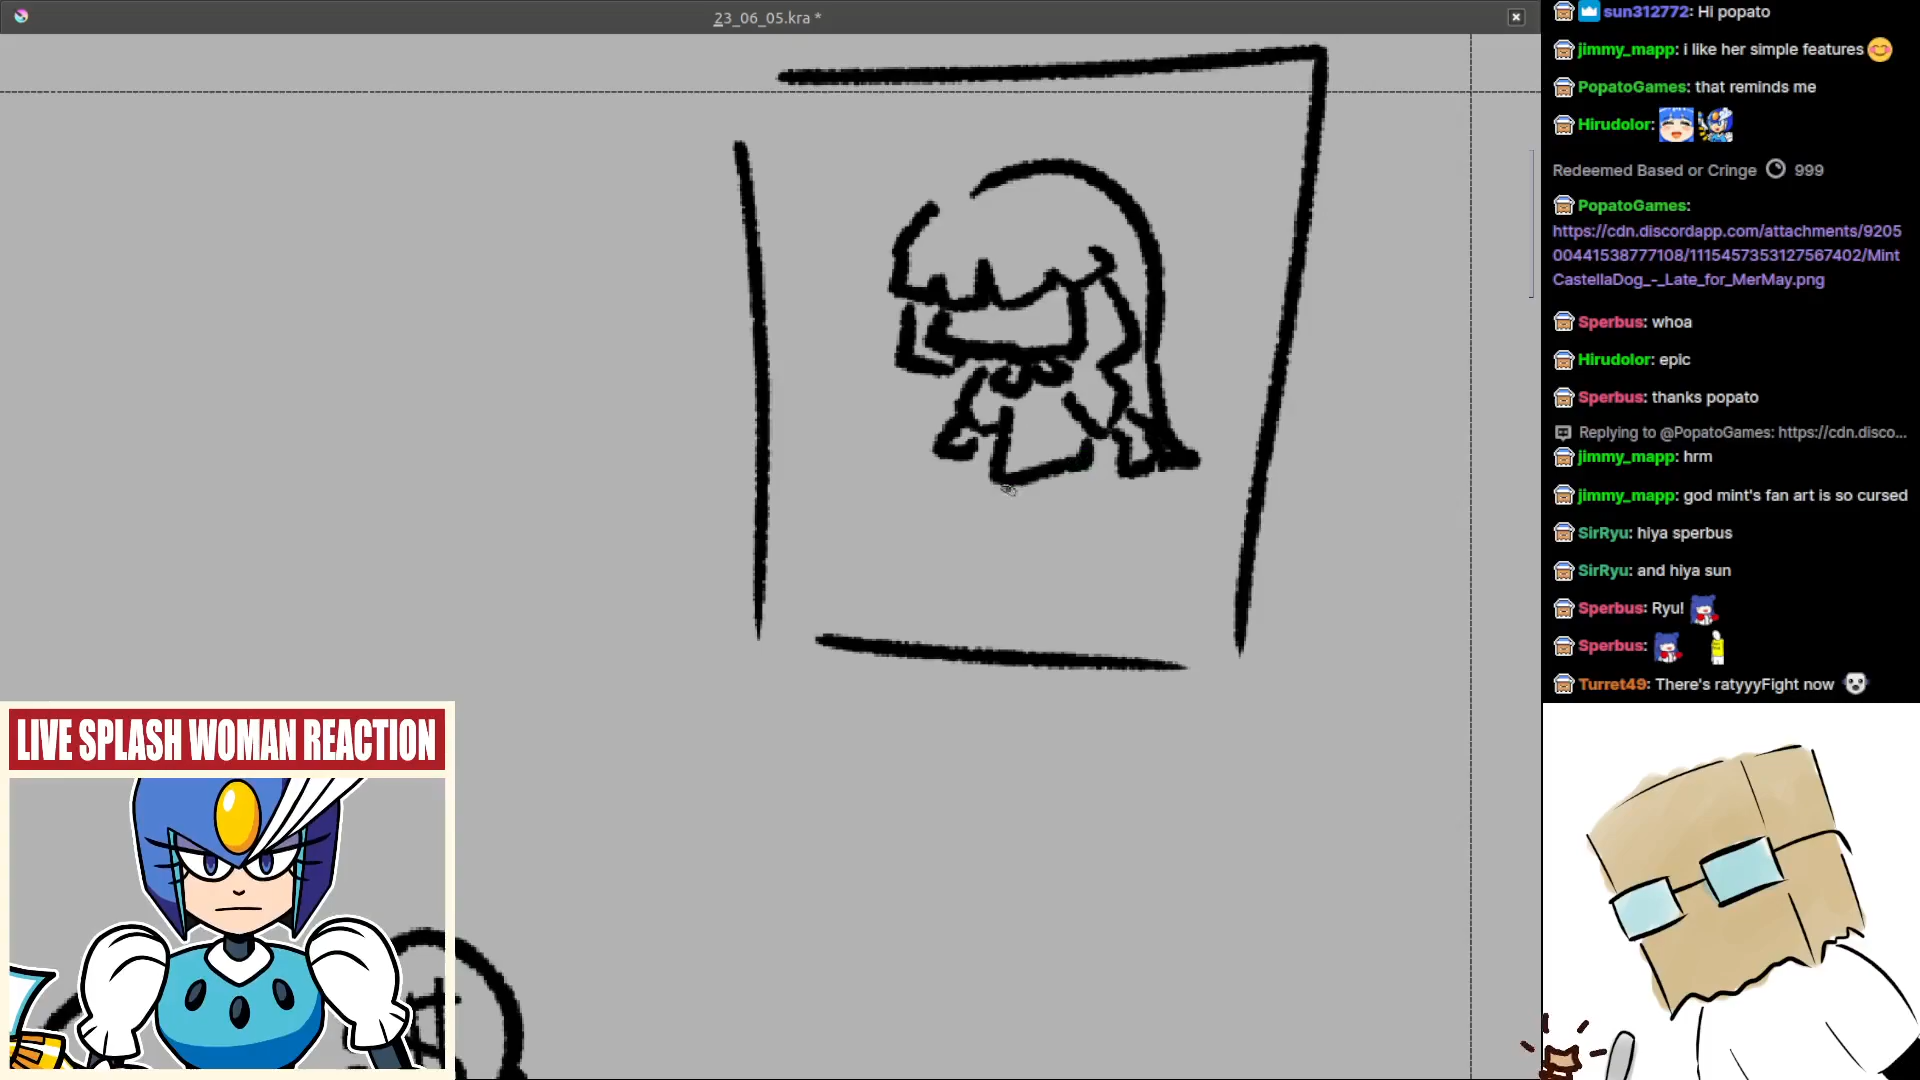 23_06_05.kra *
sun312772: Hi popato
jimmy_mapp: i like her simple features
PopatoGames: that reminds me
Hirudolor:
Redeemed Based or Cringe 999
PopatoGames:
https://cdn.discordapp.com/attachments/9205
00441538777108/1115457353127567402/Mint
CastellaDog_-_Late_for_MerMay.png
Sperbus: whoa
Hirudolor: epic
Sperbus: thanks popato
Replying to @PopatoGames: https://cdn.disco...
jimmy_mapp: hrm
jimmy_mapp: god mint's fan art is so cursed
SirRyu: hiya sperbus
SirRyu: and hiya sun
Sperbus: Ryu!
Sperbus:
Turret49: There's ratyyyFight now
LIVE SPLASH WOMAN REACTION